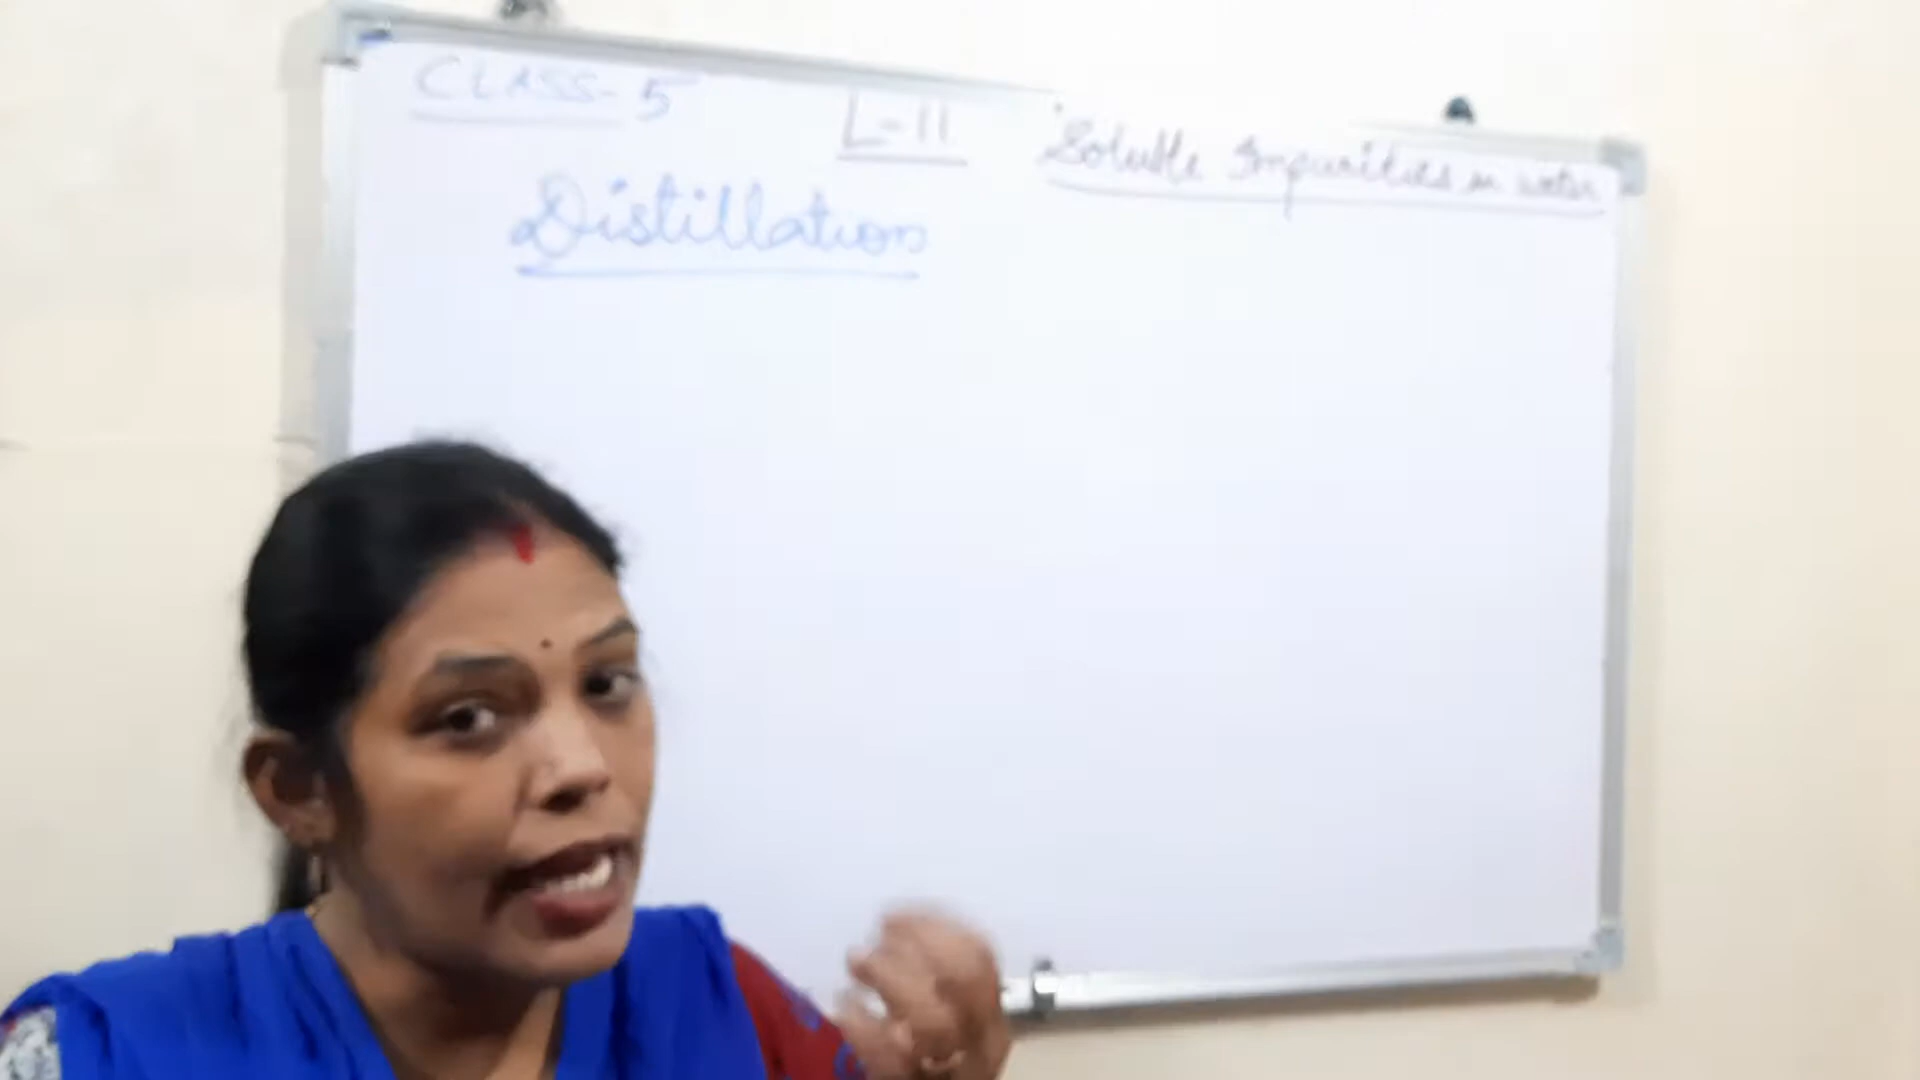 CLASS-5
L-11 Soluble Impurities in water
Distillation